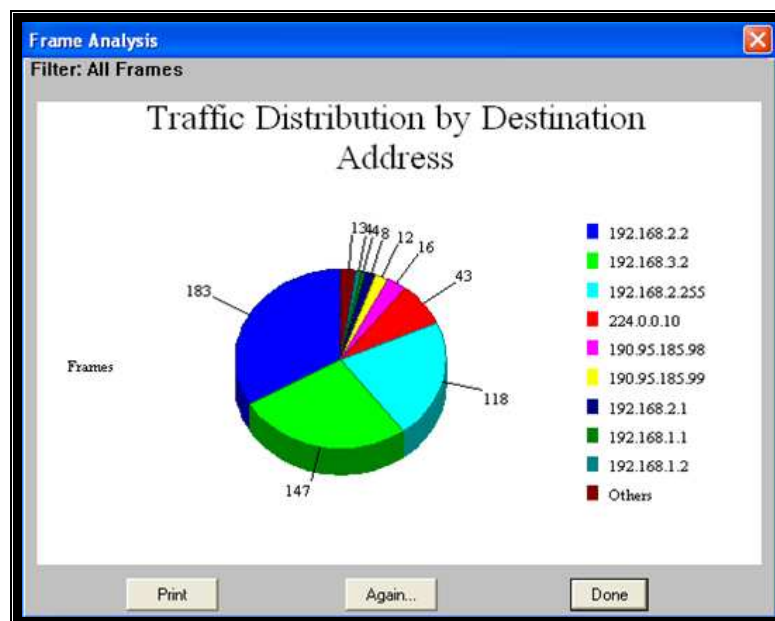 Frame Analysis
Filter: All Frames
Traffic Distribution by Destination
Address
13
4
4
8
12
16
43
183
118
147
Frames
192.168.2.2
192.168.3.2
192.168.2.255
224.0.0.10
190.95.185.98
190.95.185.99
192.168.2.1
192.168.1.1
192.168.1.2
Others
Print
Again...
Done